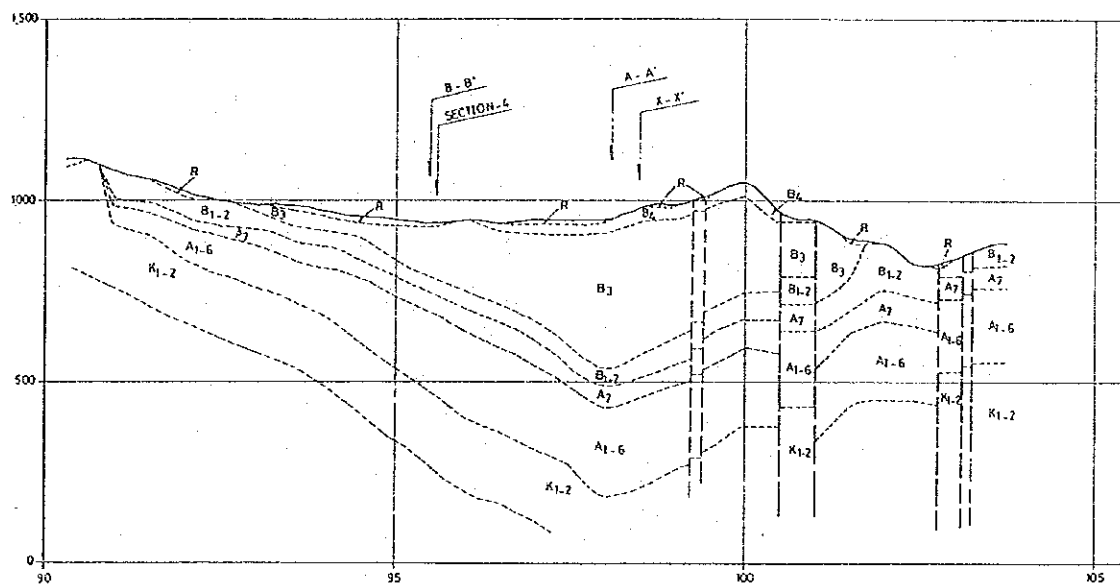 1,500
B-B'
SECTION-4
A-A'
X-X'
1000
R
B1-2
B3
A7
A1-6
K1-2
R
R
R
B4
B3
B1-2
A7
A1-6
K1-2
B4
B3
B1-2
A7
A1-6
K1-2
R
B3
B1-2
A7
A1-6
R
A7
A1-6
K1-2
B1-2
A7
A1-6
K1-2
500
0
90
95
100
105